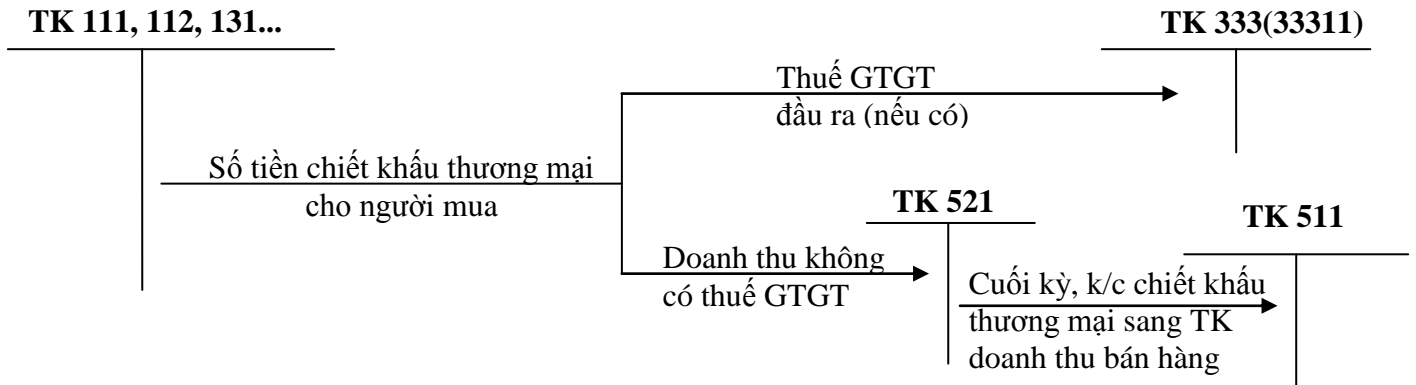 TK 111, 112, 131...
TK 333(33311)
Thuế GTGT
đầu ra (nếu có)
Số tiền chiết khấu thương mại
cho người mua
TK 521
TK 511
Doanh thu không
có thuế GTGT
Cuối kỳ, k/c chiết khấu
thương mại sang TK
doanh thu bán hàng